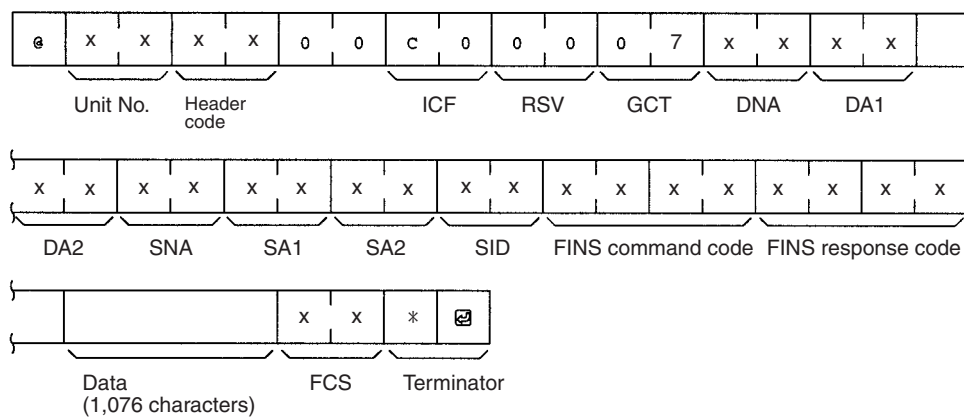 @ x x x x 0 0 C 0 0 0 0 7 x x x x
Unit No. Header code ICF RSV GCT DNA DA1
x x x x x x x x x x x x x x x x x x
DA2 SNA SA1 SA2 SID FINS command code FINS response code
x x * ↵
Data FCS Terminator
(1,076 characters)